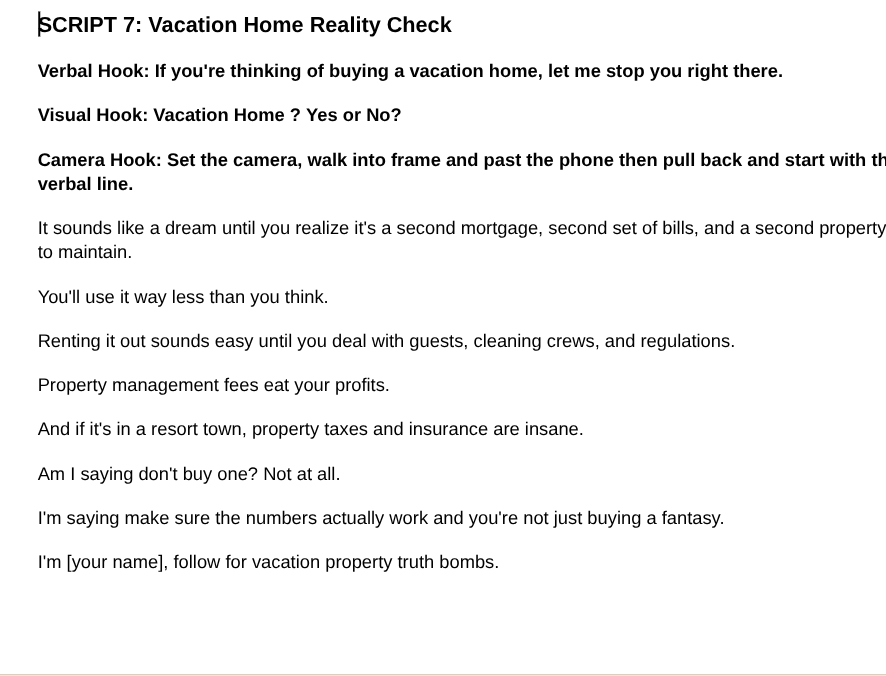 SCRIPT 7: Vacation Home Reality Check
Verbal Hook: If you're thinking of buying a vacation home, let me stop you right there.
Visual Hook: Vacation Home ? Yes or No?
Camera Hook: Set the camera, walk into frame and past the phone then pull back and start with th
verbal line.
It sounds like a dream until you realize it's a second mortgage, second set of bills, and a second property
to maintain.
You'll use it way less than you think.
Renting it out sounds easy until you deal with guests, cleaning crews, and regulations.
Property management fees eat your profits.
And if it's in a resort town, property taxes and insurance are insane.
Am I saying don't buy one? Not at all.
I'm saying make sure the numbers actually work and you're not just buying a fantasy.
I'm [your name], follow for vacation property truth bombs.